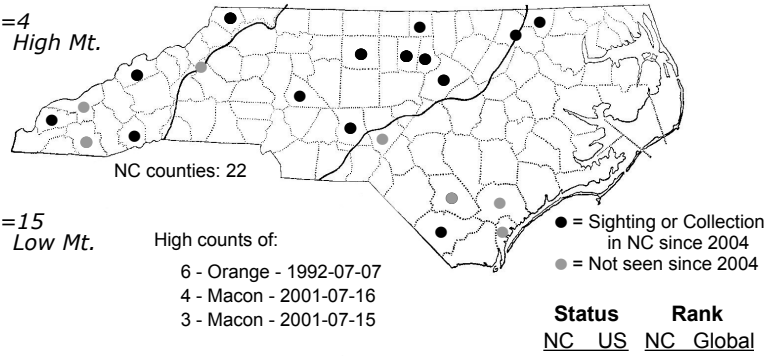 =4
High Mt.
NC counties: 22
=15
Low Mt.
High counts of:
6 - Orange - 1992-07-07
4 - Macon - 2001-07-16
3 - Macon - 2001-07-15
● = Sighting or Collection
in NC since 2004
● = Not seen since 2004
Status Rank
NC US NC Global